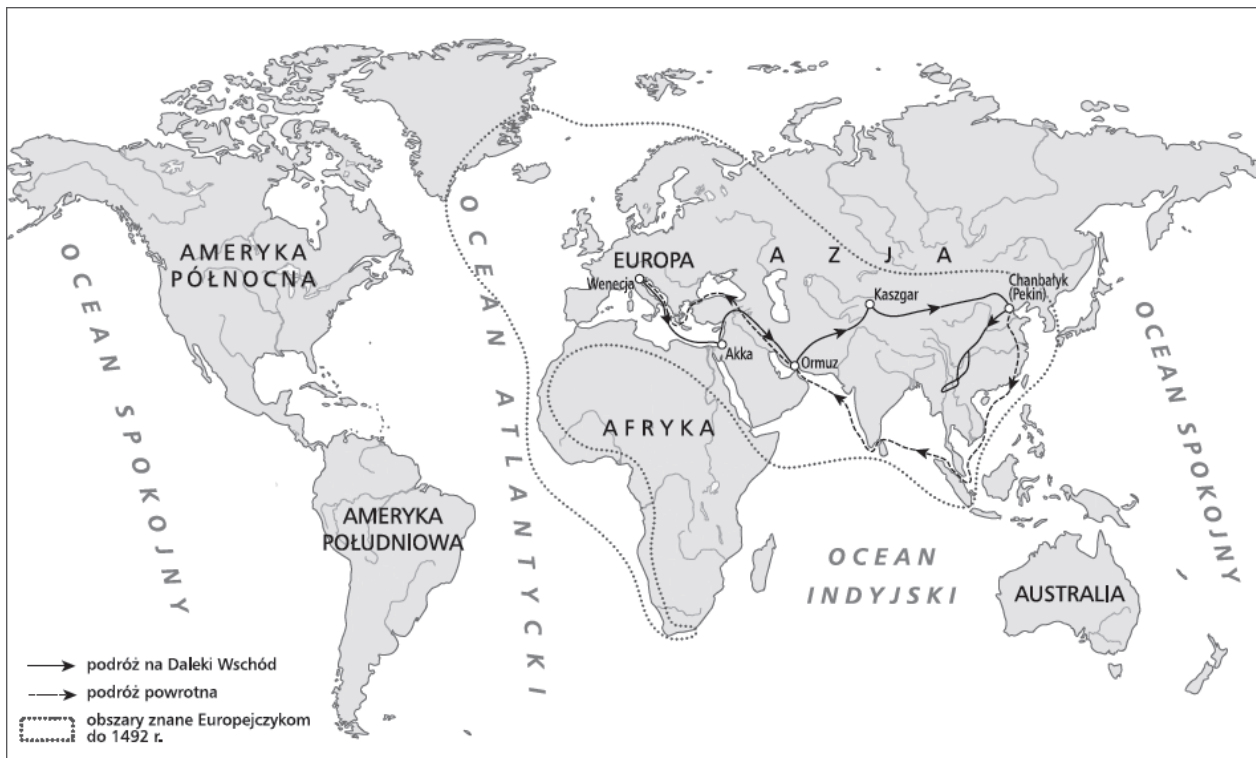 AMERYKA
PÓŁNOCNA
OCEAN SPOKOJNY
OCEAN ATLANTYCKI
EUROPA
Wenecja
AZJA
Kaszgar
Chanbałyk
(Pekin)
Akka
Ormuz
AFRYKA
AMERYKA
POŁUDNIOWA
OCEAN
INDYJSKI
AUSTRALIA
OCEAN SPOKOJNY
podróż na Daleki Wschód
podróż powrotna
obszary znane Europejczykom
do 1492 r.